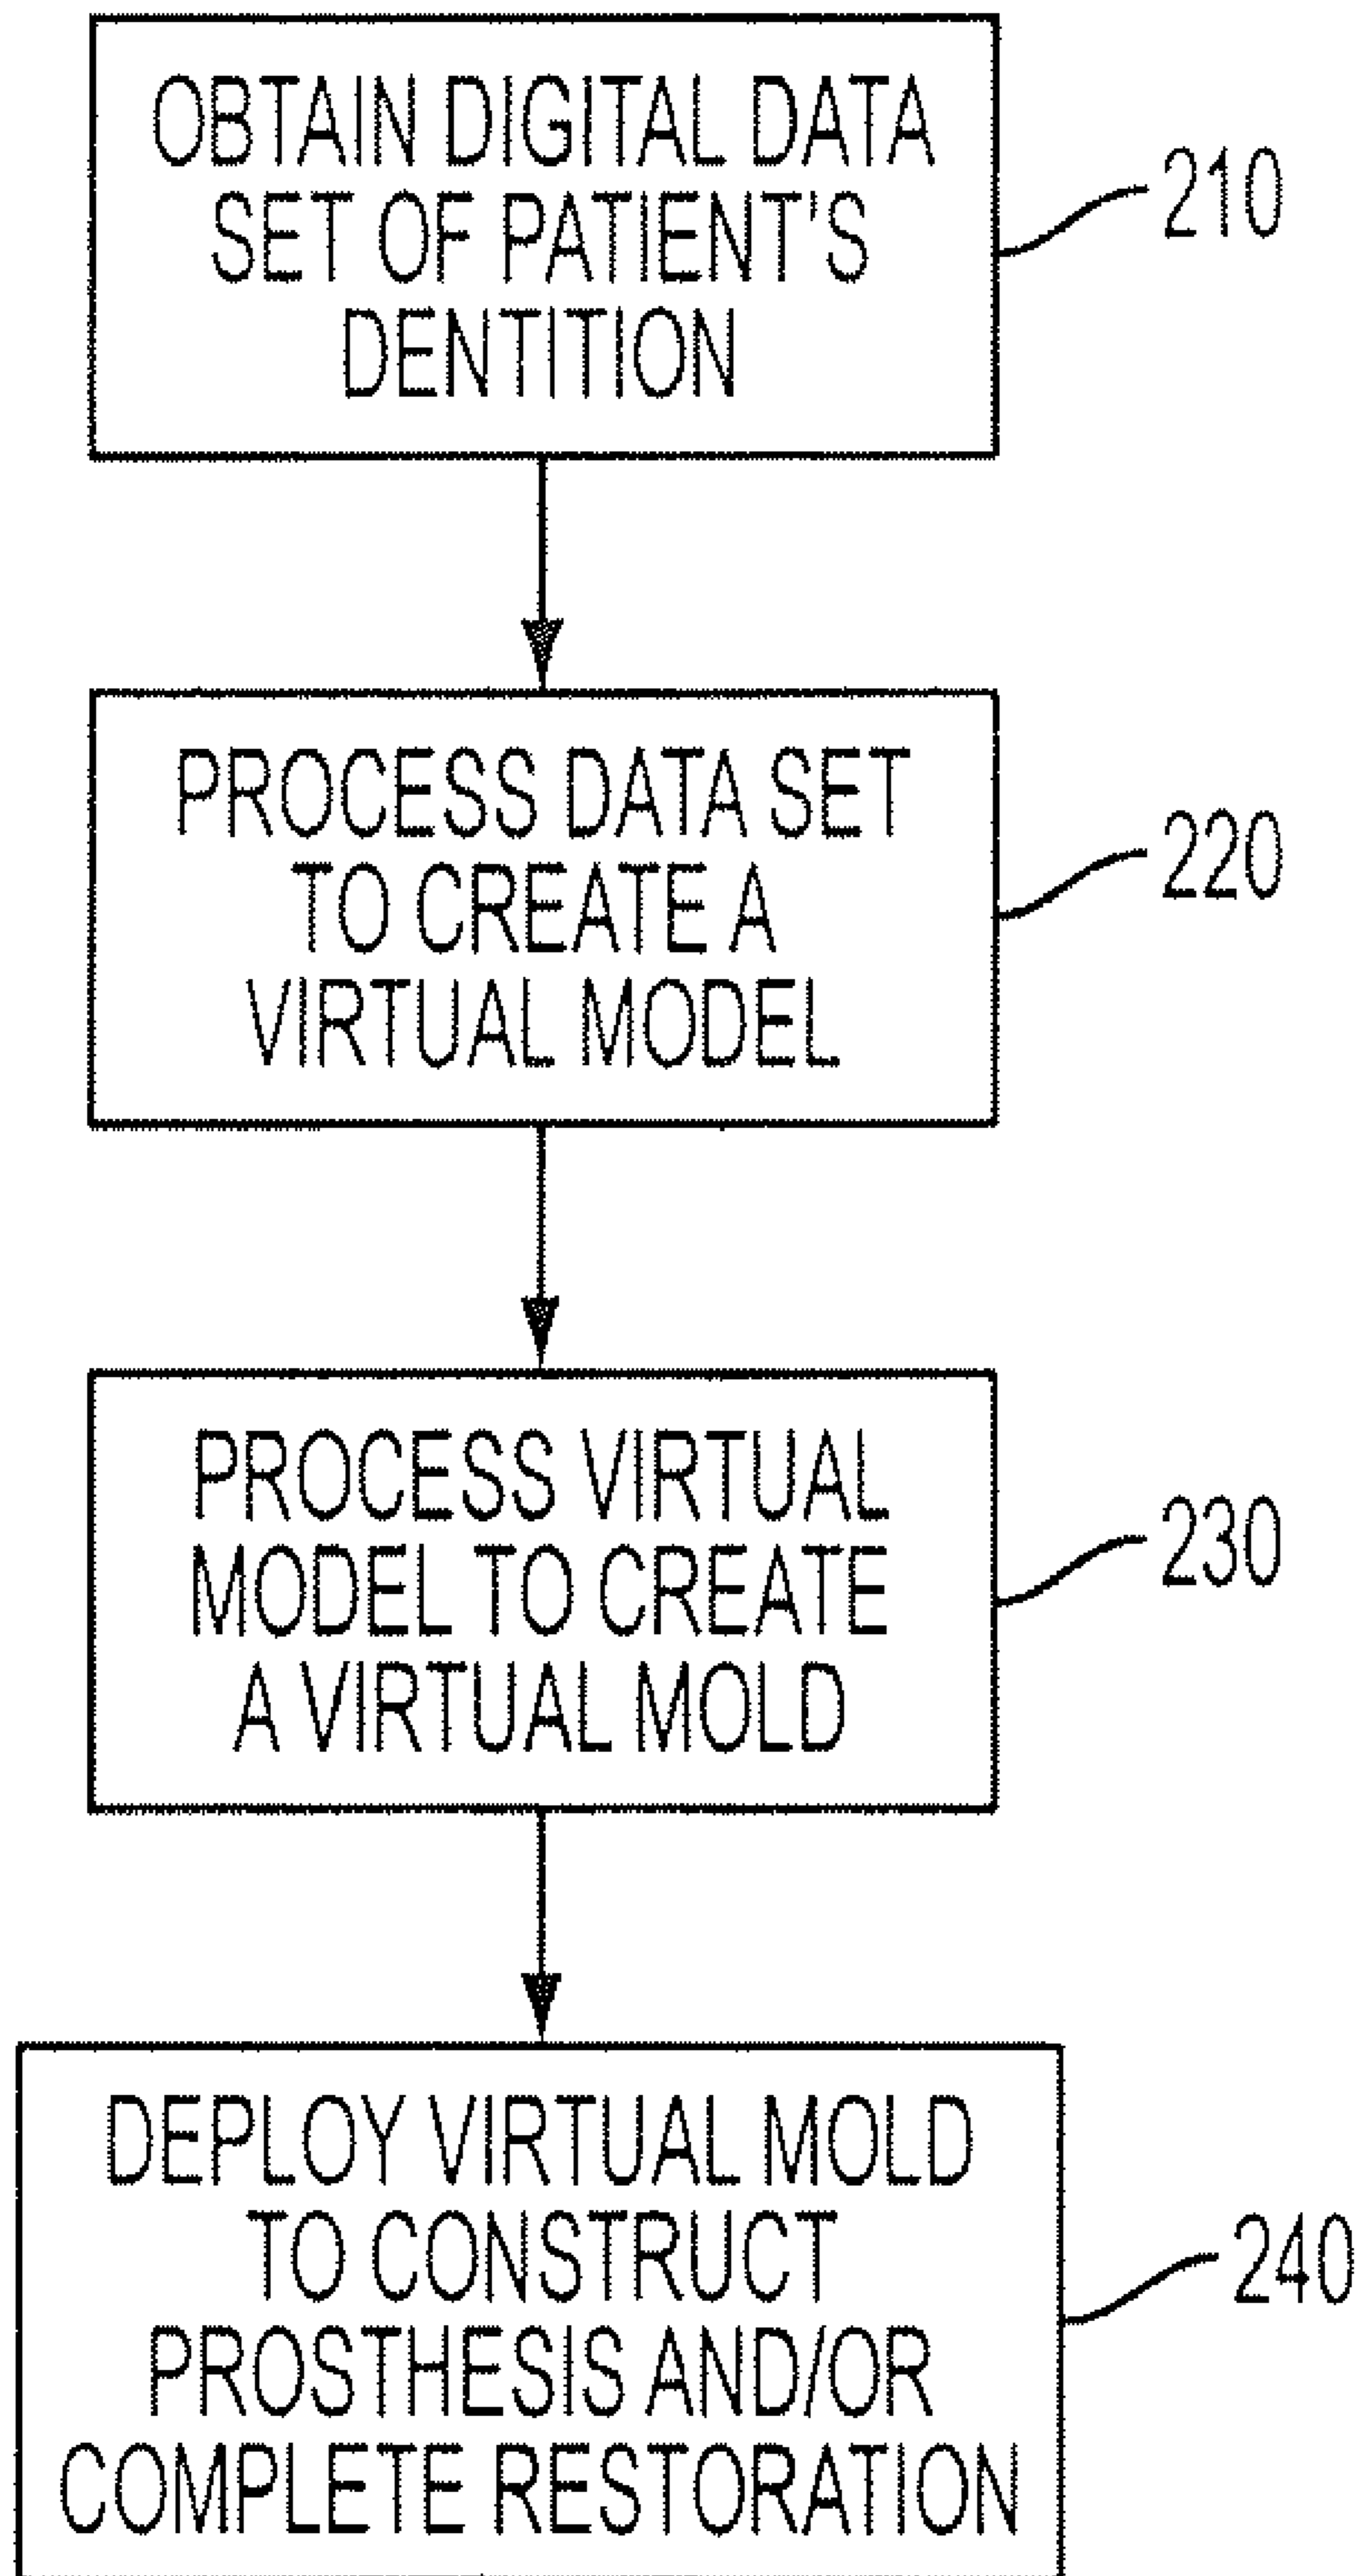 OBTAIN DIGITAL DATA
SET OF PATIENT'S
DENTITION
210
PROCESS DATA SET
TO CREATE A
VIRTUAL MODEL
220
PROCESS VIRTUAL
MODEL TO CREATE
A VIRTUAL MOLD
230
DEPLOY VIRTUAL MOLD
TO CONSTRUCT
PROSTHESIS AND/OR
COMPLETE RESTORATION
240